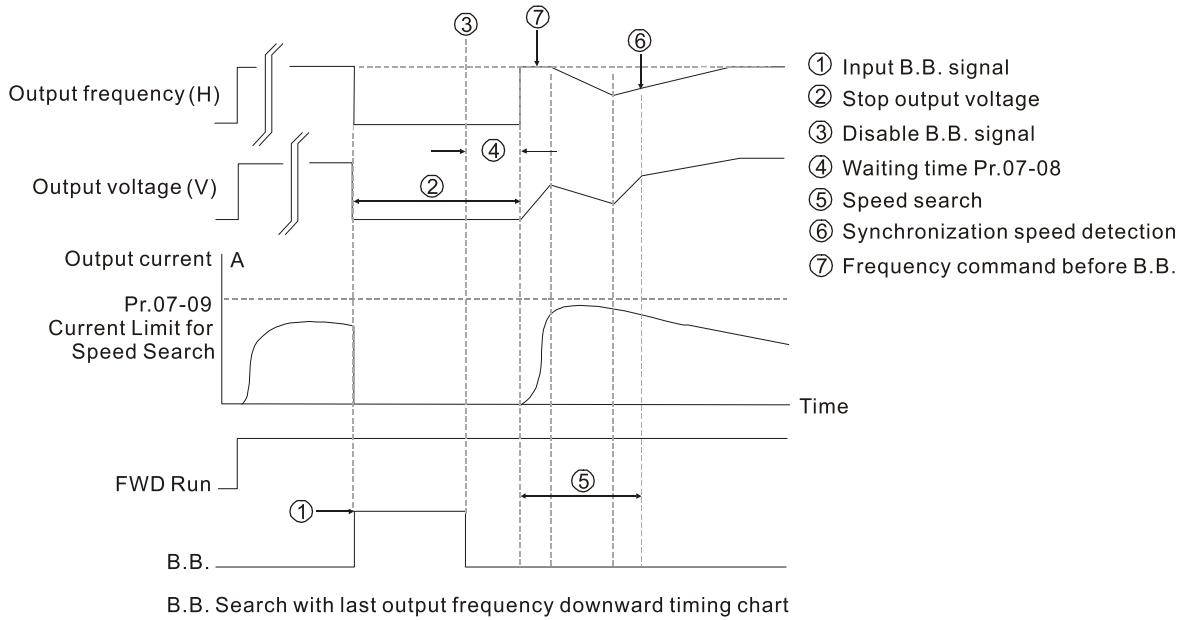 ③
⑦
⑥
Output frequency (H)
④
Output voltage (V)
②
① Input B.B. signal
② Stop output voltage
③ Disable B.B. signal
④ Waiting time Pr.07-08
⑤ Speed search
⑥ Synchronization speed detection
⑦ Frequency command before B.B.
Output current
A
Pr.07-09
Current Limit for
Speed Search
Time
FWD Run
⑤
①
B.B.
B.B. Search with last output frequency downward timing chart